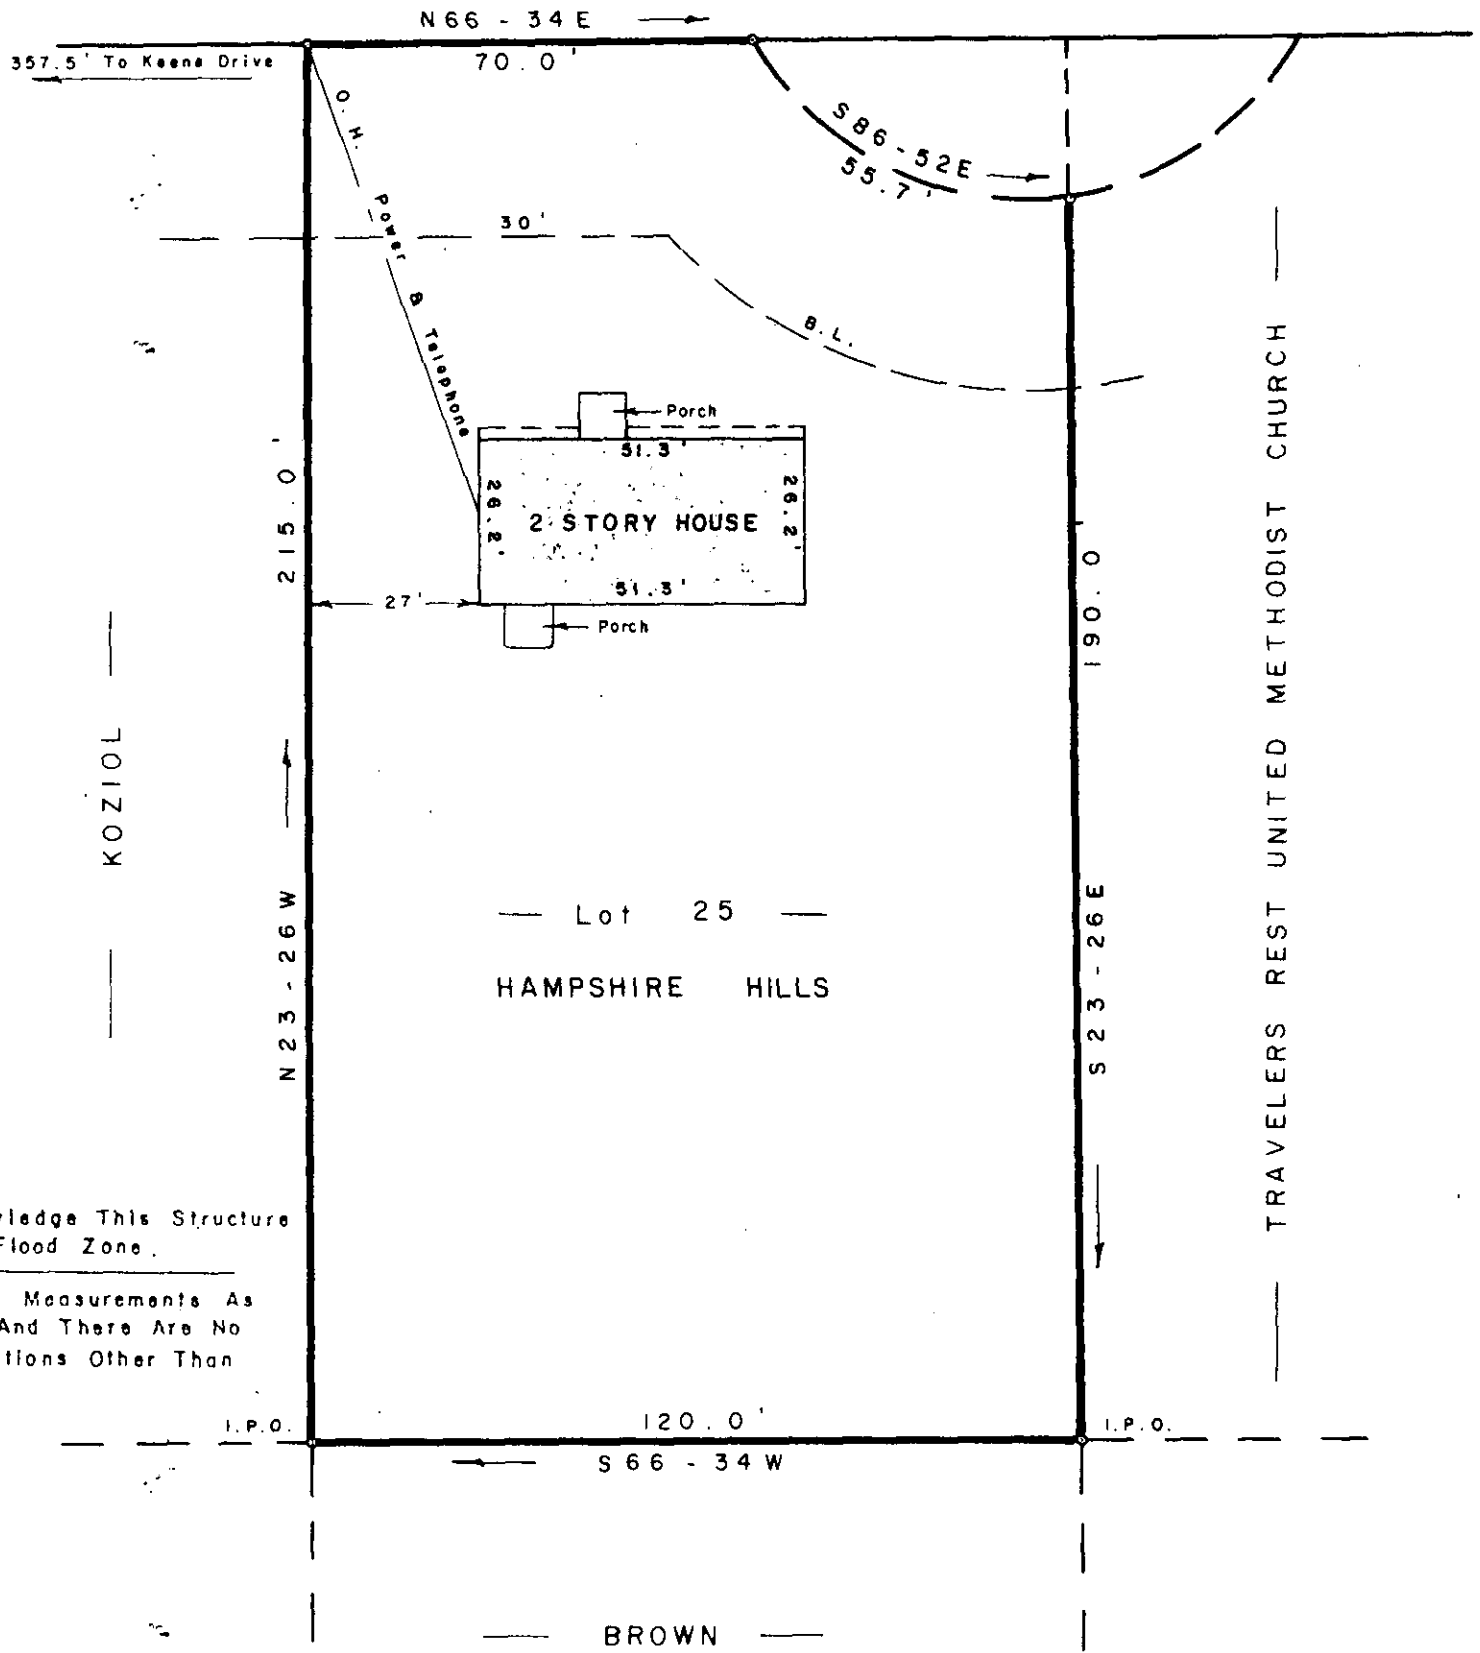 N66 - 34 E
357.5' To Keene Drive
70.0'
O. H. Power & Telephone
S86-52E
55.7'
30'
B.L.
Porch
51.3'
26.2'
26.2'
2 STORY HOUSE
51.3'
27'
Porch
215.0'
190.0'
KOZIOL
TRAVELERS REST UNITED METHODIST CHURCH
N23-26W
S23-26E
Lot 25
HAMPSHIRE HILLS
ledge This Structure
Flood Zone.
Measurements As
And There Are No
tions Other Than
I.P.O.
120.0'
I.P.O.
S66 - 34 W
BROWN